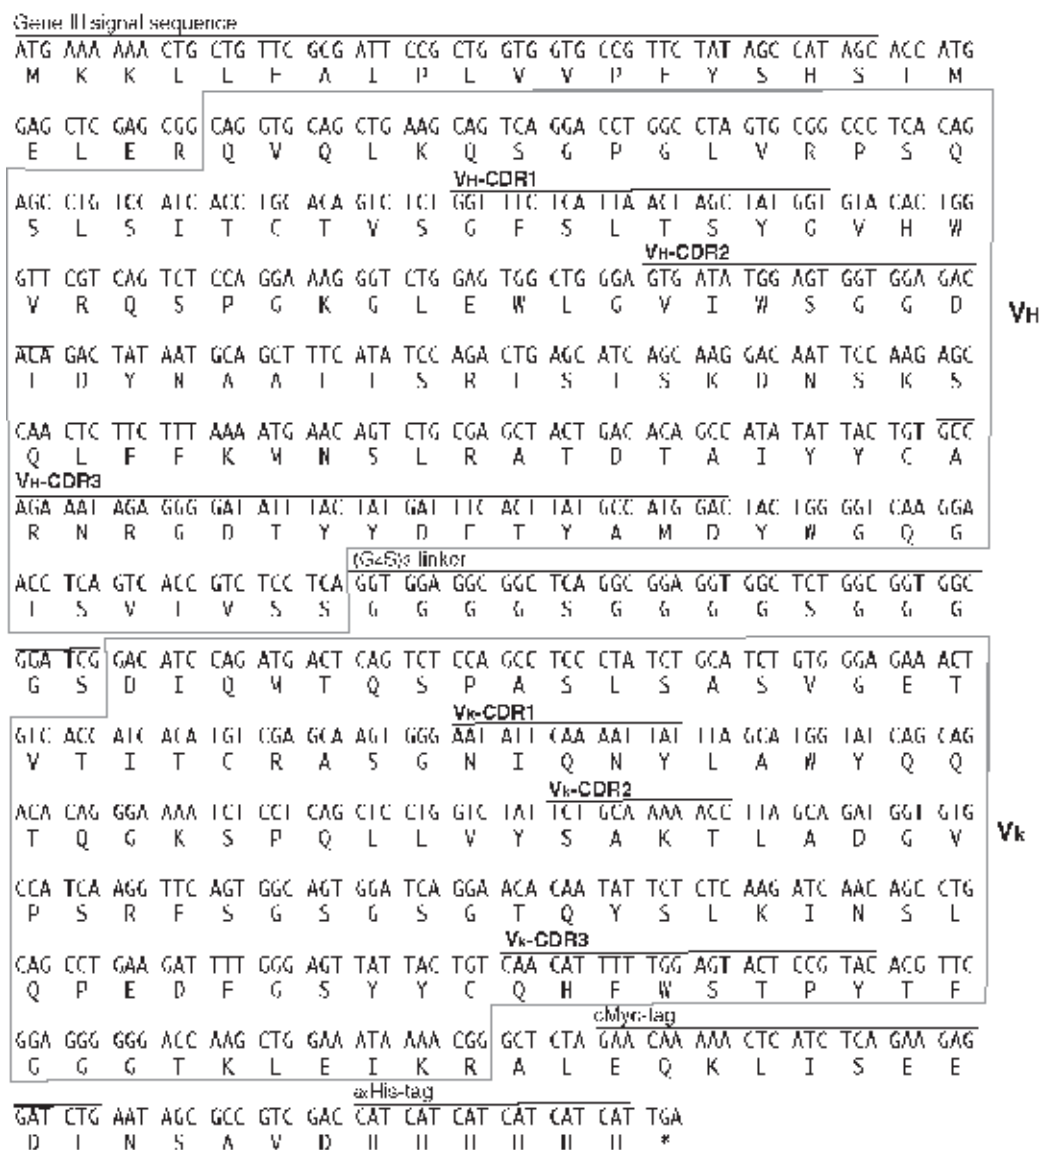 Gene III signal sequence
ATG AAA AAA CTG CTG TTC GCG ATT CCG CTG GTG GTG CCG TTC TAT AGC CAT AGC ACC ATG
M K K L L F A I P L V V P F Y S H S T M
GAG CTC GAG CGG CAG GTG CAG CTG AAG CAG TCA GGA CCT GGC CTA GTG CGG CCC TCA CAG
E L E R Q V Q L K Q S G P G L V R P S Q
VH-CDR1
AGC CTG TCC ATC ACC TGC ACA GTC TCT GGT TTC TCA TTA ACT AGC TAT GGT GTA CAC TGG
S L S I T C T V S G F S L T S Y G V H W
VH-CDR2
GTT CGT CAG TCT CCA GGA AAG GGT CTG GAG TGG CTG GGA GTG ATA TGG AGT GGT GGA GAC
V R Q S P G K G L E W L G V I W S G G D
VH
ACA GAC TAT AAT GCA GCT TTC ATA TCC AGA CTG AGC ATC AGC AAG GAC AAT TCC AAG AGC
T D Y N A A F I S R L S I S K D N S K S
CAA CTC TTC TTT AAA ATG AAC AGT CTG CGA GCT ACT GAC ACA GCC ATA TAT TAC TGT GCC
Q L F F K M N S L R A T D T A I Y Y C A
VH-CDR3
AGA AAT AGA GGG GAT ATT TAC TAT GAT TTC ACT TAT GCC ATG GAC TAC TGG GGT CAA GGA
R N R G D I Y Y D F T Y A M D Y W G Q G
(G4S)3 linker
ACC TCA GTC ACC GTC TCC TCA GGT GGA GGC GGC TCA GGC GGA GGT GGC TCT GGC GGT GGC
T S V T V S S G G G G S G G G G S G G G
GGA TCG GAC ATC CAG ATG ACT CAG TCT CCA GCC TCC CTA TCT GCA TCT GTG GGA GAA ACT
G S D I Q M T Q S P A S L S A S V G E T
Vk-CDR1
GTC ACC ATC ACA TGT CGA GCA AGT GGG AAT ATT CAA AAT TAT TTA GCA TGG TAT CAG CAG
V T I T C R A S G N I Q N Y L A W Y Q Q
Vk-CDR2
ACA CAG GGA AAA TCT CCT CAG CTC CTG GTC TAT TCT GCA AAA ACC TTA GCA GAT GGT GTG
T Q G K S P Q L L V Y S A K T L A D G V
Vk
CCA TCA AGG TTC AGT GGC AGT GGA TCA GGA ACA CAA TAT TCT CTC AAG ATC AAC AGC CTG
P S R F S G S G S G T Q Y S L K I N S L
Vk-CDR3
CAG CCT GAA GAT TTT GGG AGT TAT TAC TGT CAA CAT TTT TGG AGT ACT CCG TAC ACG TTC
Q P E D F G S Y Y C Q H F W S T P Y T F
cMyc-tag
GGA GGG GGG ACC AAG CTG GAA ATA AAA CGG GCT CTA GAA CAA AAA CTC ATC TCA GAA GAG
G G G T K L E I K R A L E Q K L I S E E
6xHis-tag
GAT CTG AAT AGC GCC GTC GAC CAT CAT CAT CAT CAT CAT TGA
D L N S A V D H H H H H H *